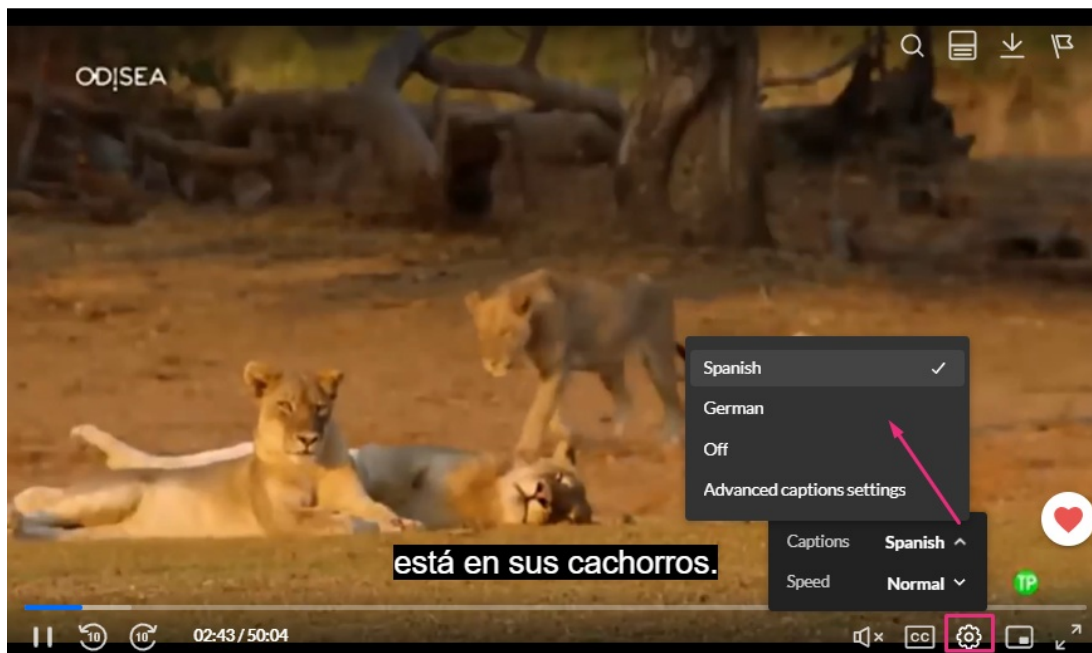 ODISEA
Spanish
German
Off
Advanced captions settings
Captions Spanish
Speed Normal
está en sus cachorros.
TP
10 10 02:43 / 50:04 CC